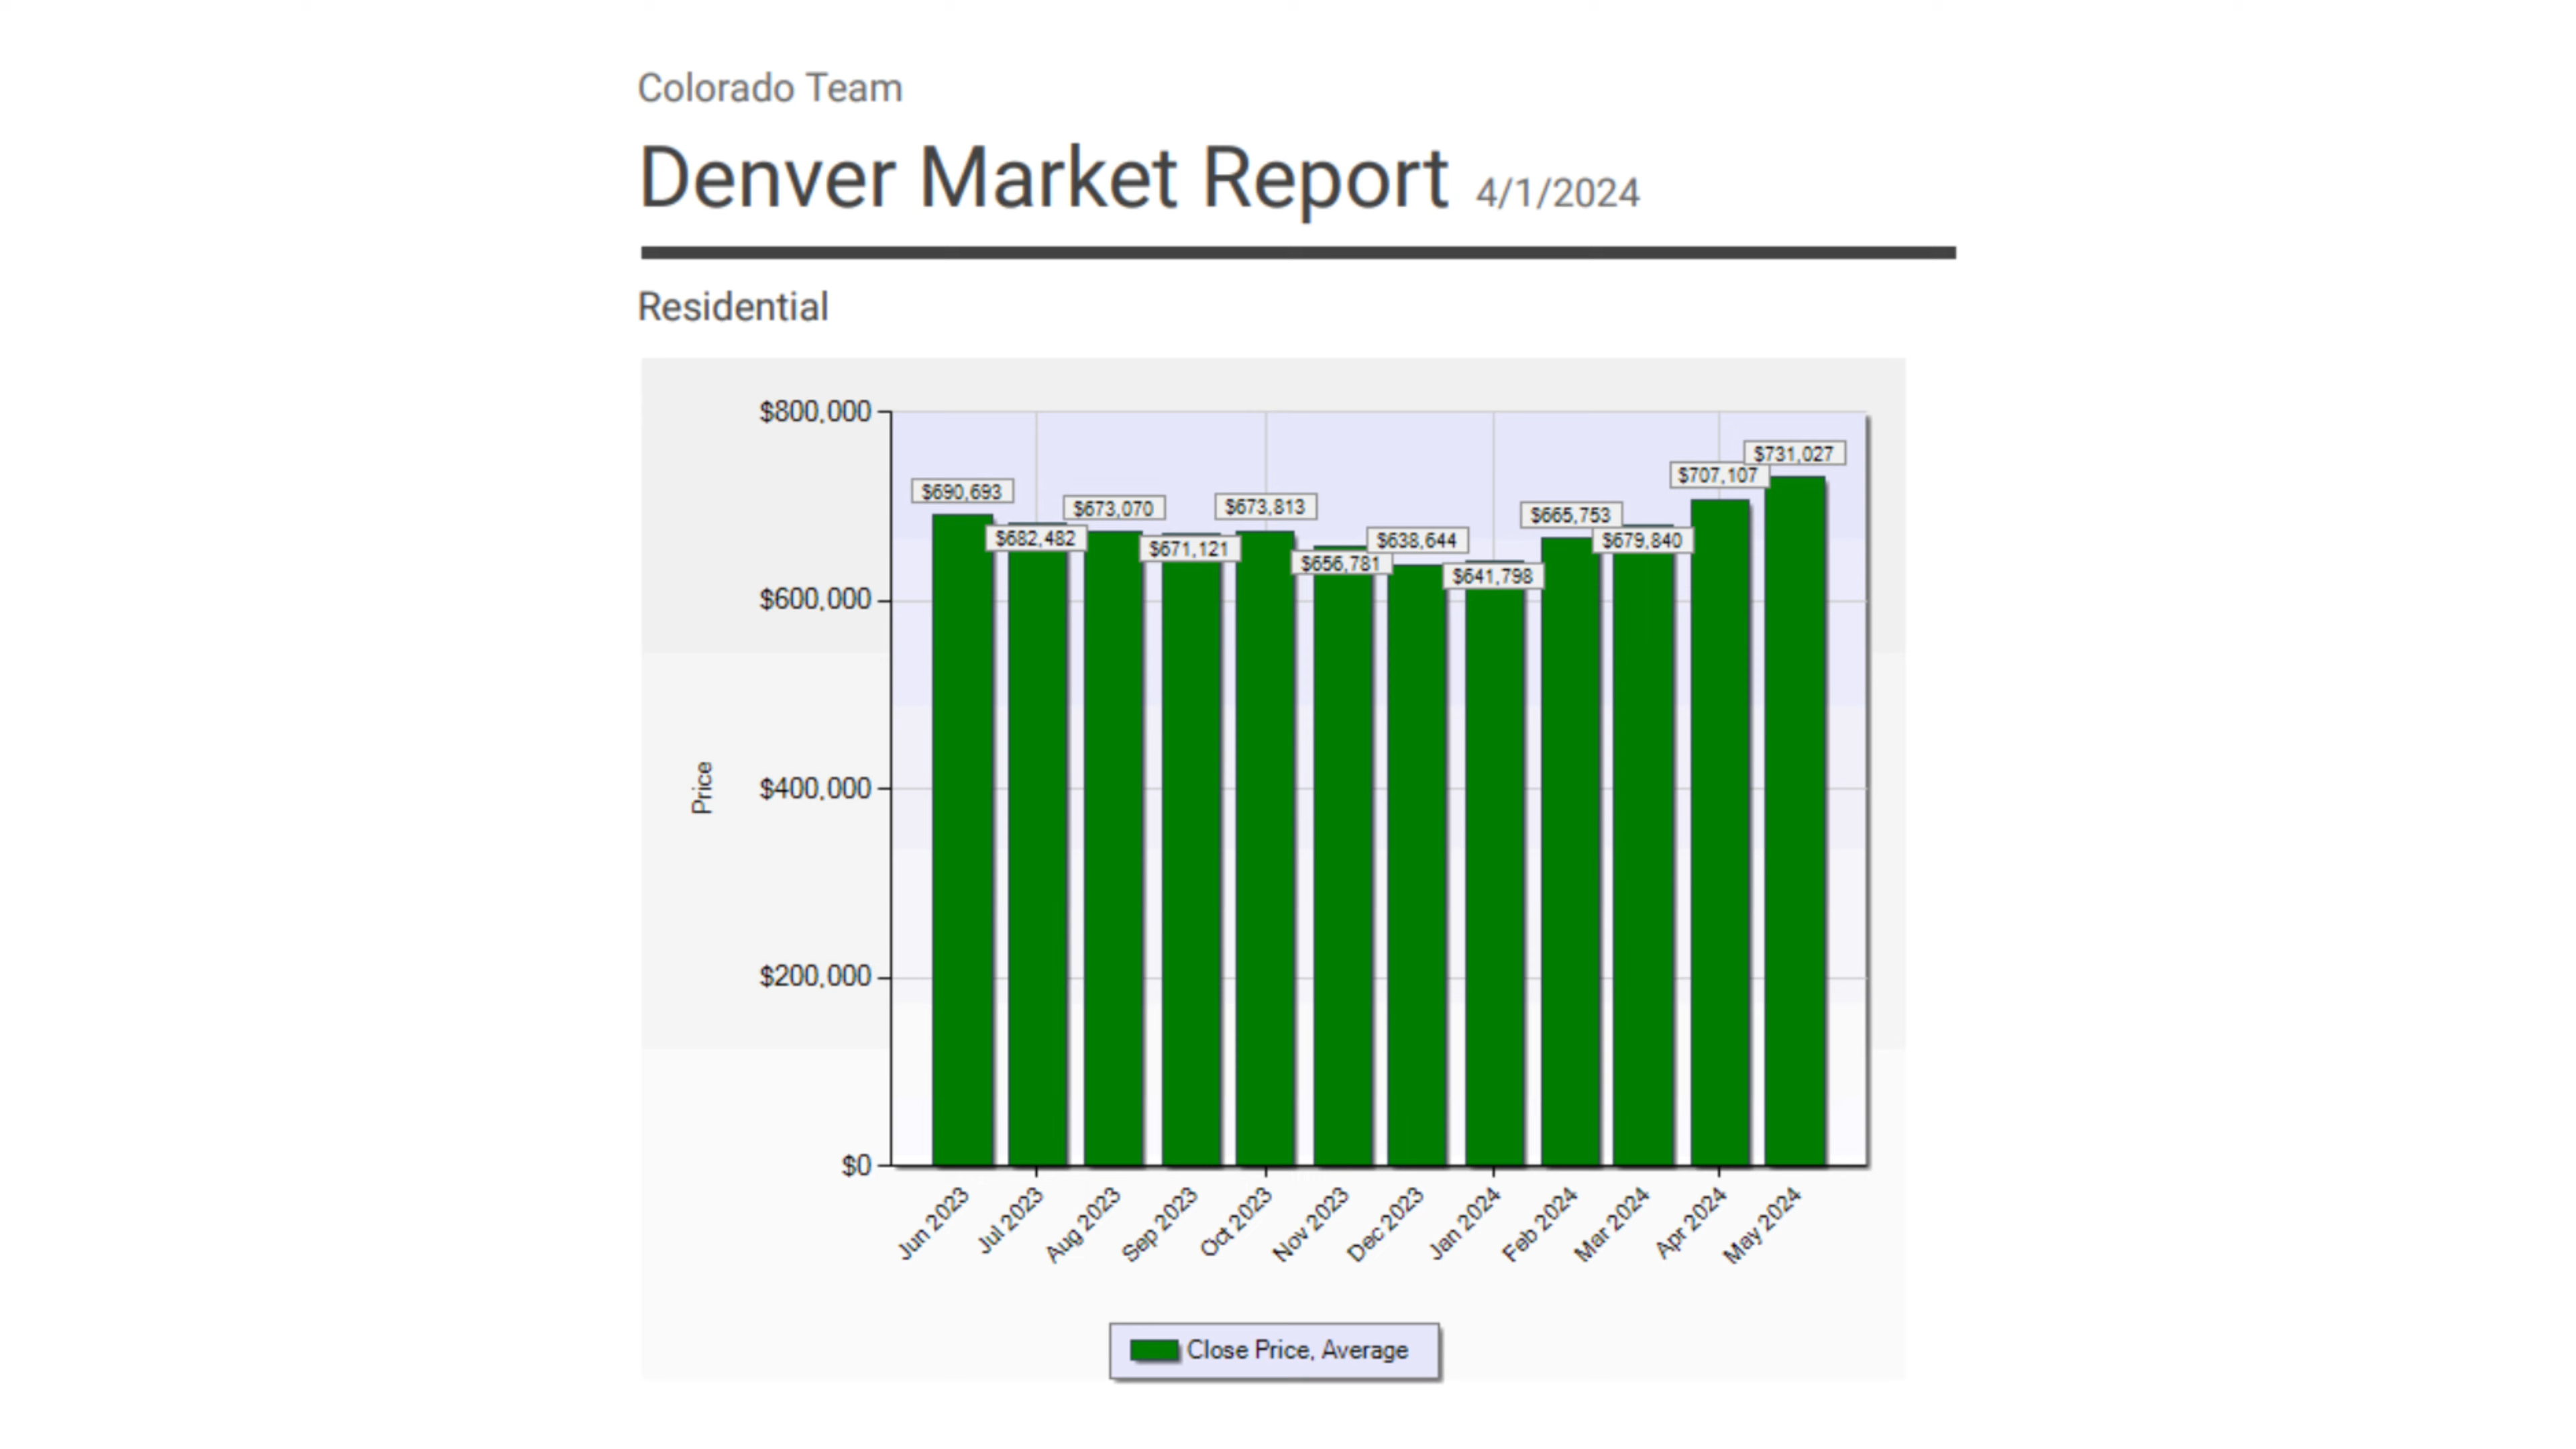 Colorado Team
Denver Market Report 4/1/2024
Residential
$800,000
$600,000
$400,000
$200,000
$0
Price
$690,693
$682,482
$673,070
$671,121
$673,813
$656,781
$638,644
$641,798
$665,753
$679,840
$707,107
$731,027
Jun 2023
Jul 2023
Aug 2023
Sep 2023
Oct 2023
Nov 2023
Dec 2023
Jan 2024
Feb 2024
Mar 2024
Apr 2024
May 2024
Close Price, Average